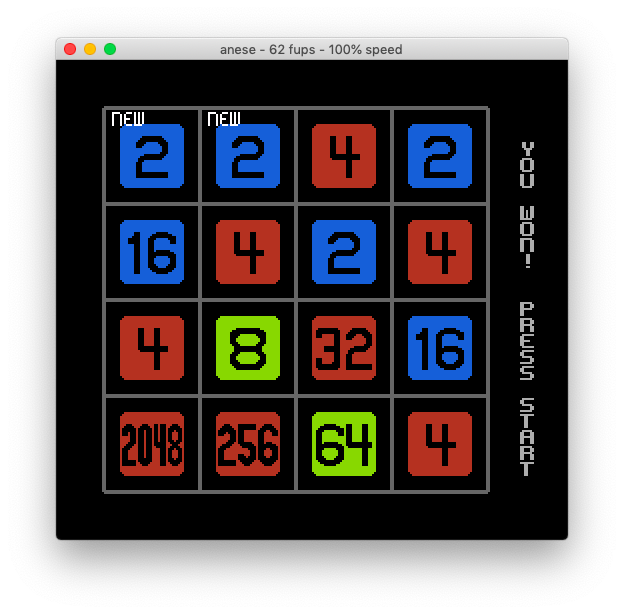 anese - 62 fups - 100% speed
NEW NEW
2 2 4 2
16 4 2 4
4 8 32 16
2048 256 64 4
YOU WON! PRESS START